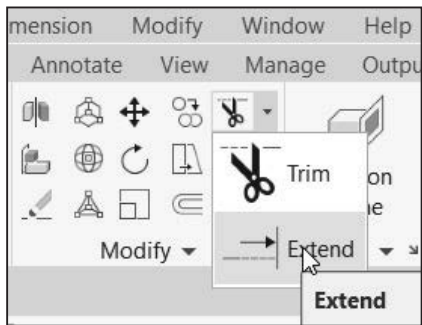 mension Modify Window Help
Annotate View Manage Outpu
Trim
on
ne
Extend
Modify
Extend